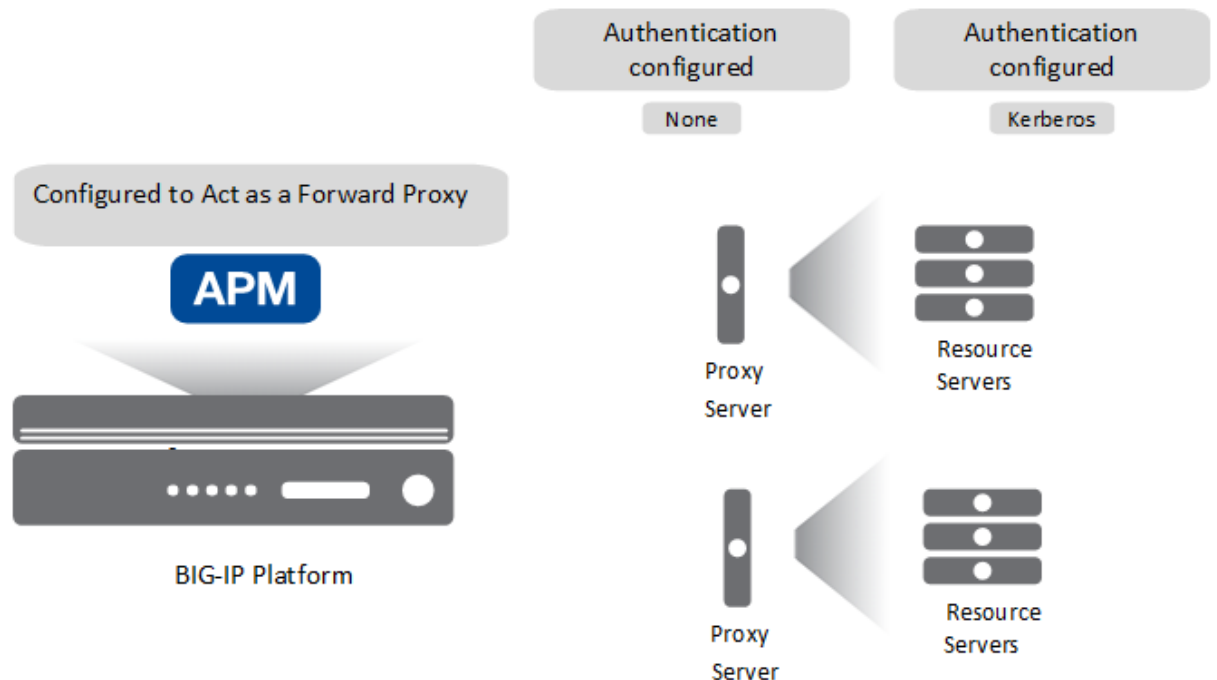 Authentication
configured
None
Authentication
configured
Kerberos
Configured to Act as a Forward Proxy
APM
BIG-IP Platform
Proxy
Server
Resource
Servers
Proxy
Server
Resource
Servers